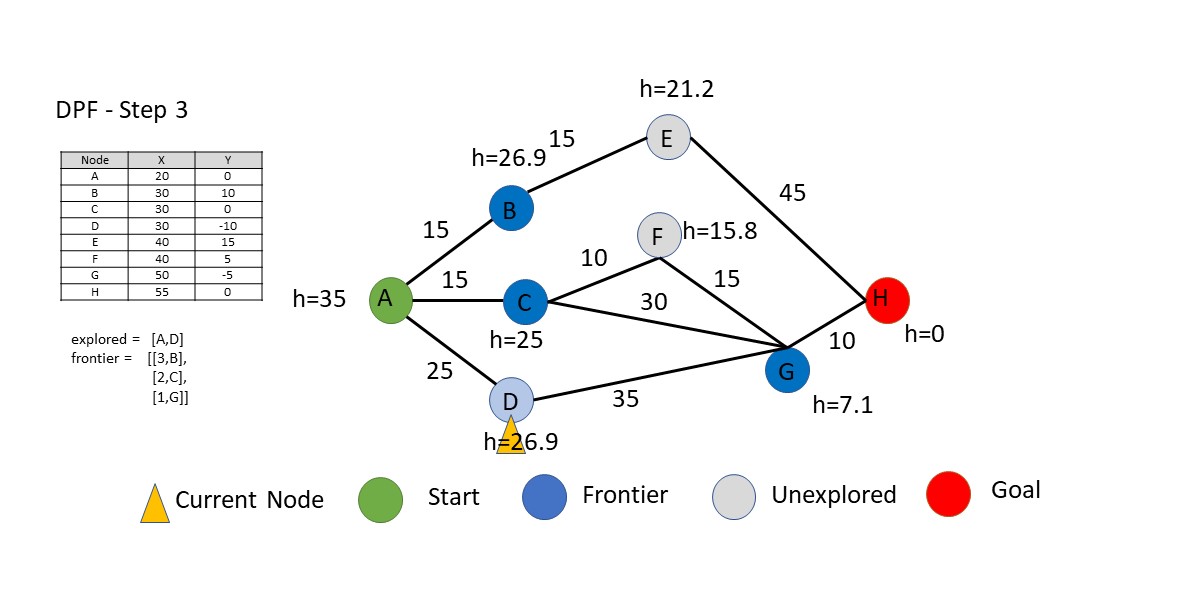 DPF - Step 3
Node X Y
A 20 0
B 30 10
C 30 0
D 30 -10
E 40 15
F 40 5
G 50 -5
H 55 0
explored = [A,D]
frontier = [[3,B],
[2,C],
[1,G]]
h=21.2
15
E
h=26.9
45
B
15
F
h=15.8
10
15
15
h=35
A
C
30
H
h=25
10
h=0
25
G
D
35
h=7.1
h=26.9
Current Node
Start
Frontier
Unexplored
Goal